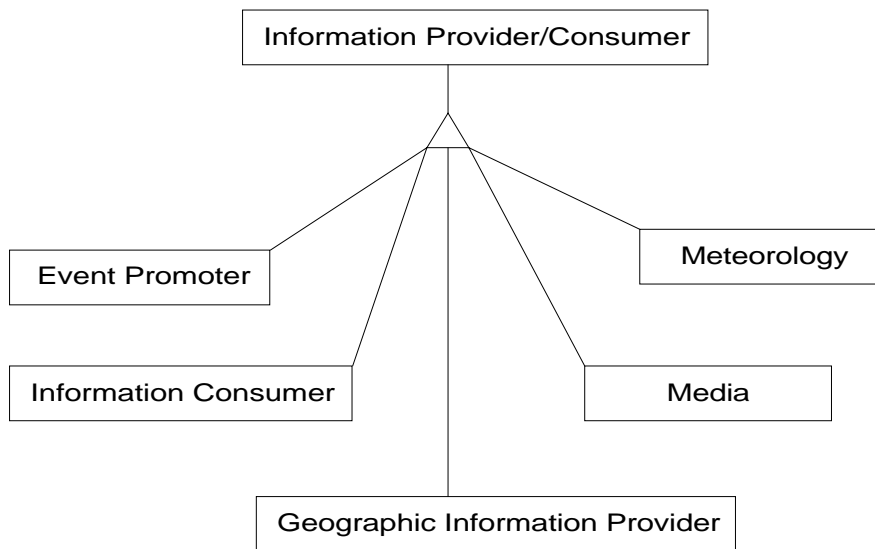 Information Provider/Consumer
Event Promoter
Meteorology
Information Consumer
Media
Geographic Information Provider